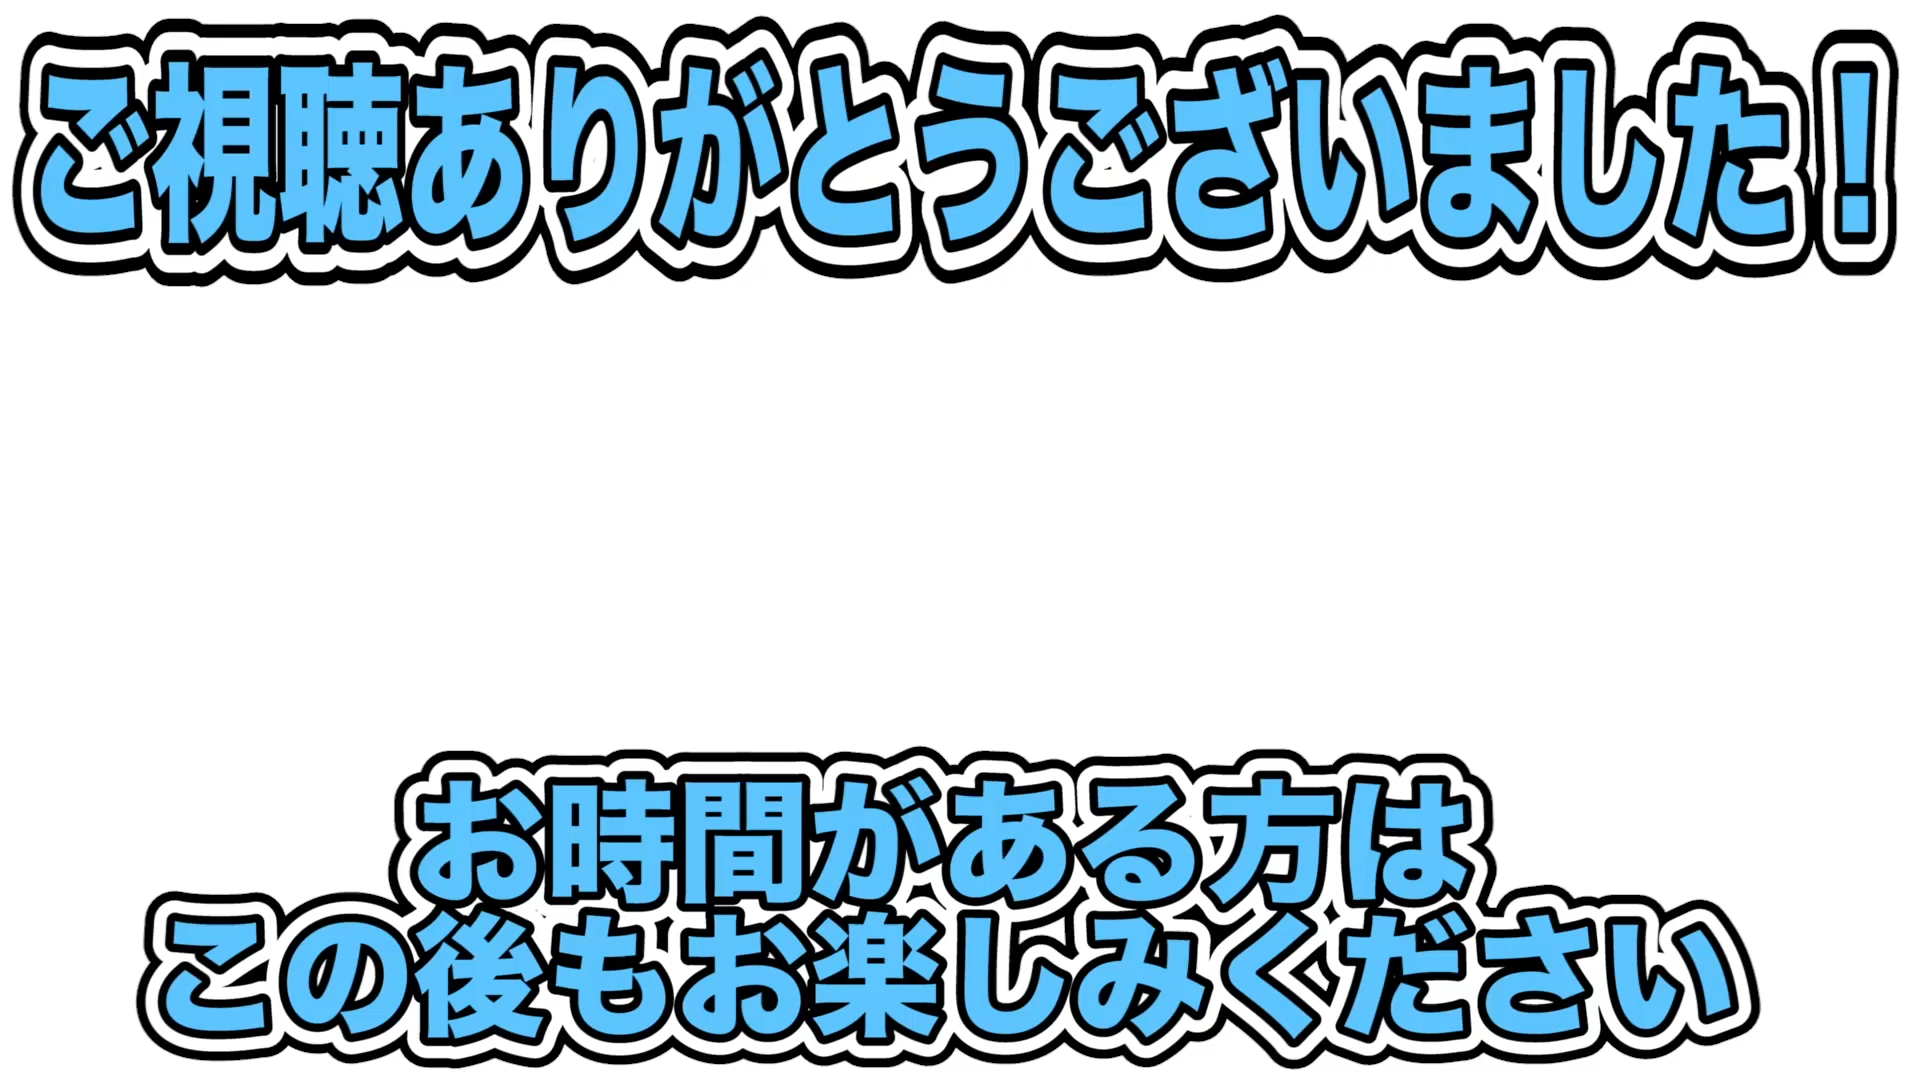 ご視聴ありがとうございました！
お時間がある方は
この後もお楽しみください